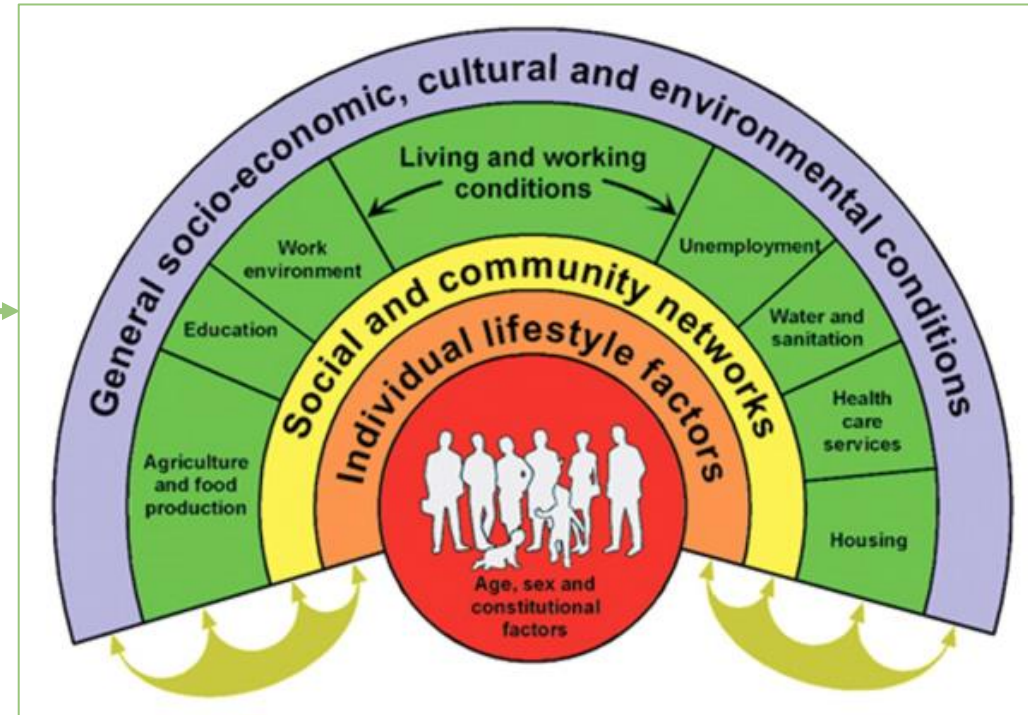 General socio-economic, cultural and environmental conditions
Living and working
conditions
Agriculture
and food
production
Education
Work
environment
Unemployment
Water and
sanitation
Health
care
services
Housing
Social and community networks
Individual lifestyle factors
Age, sex and
constitutional
factors